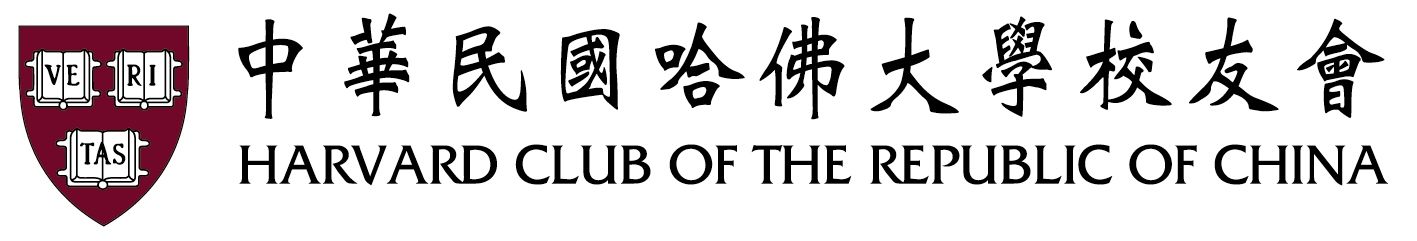 VE RI
TAS
中華民國哈佛大學校友會
HARVARD CLUB OF THE REPUBLIC OF CHINA